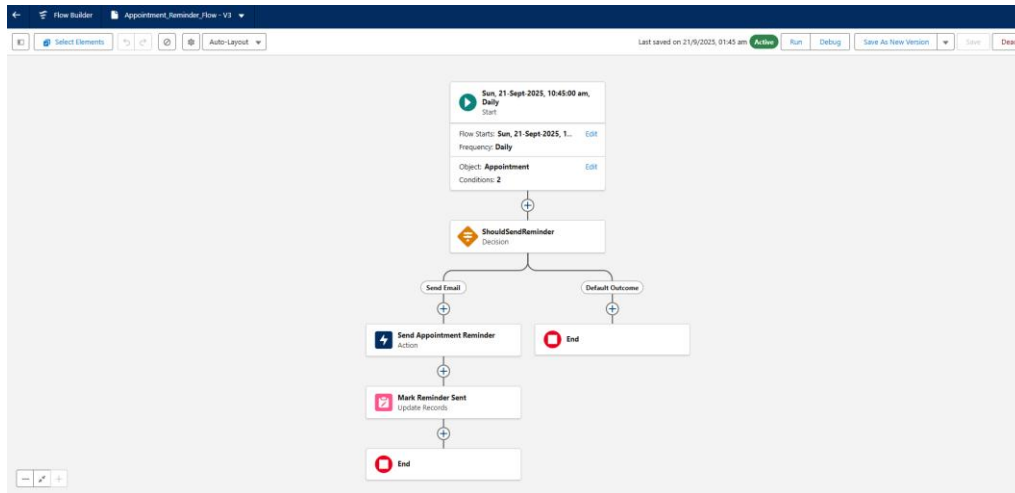 Flow Builder
Appointment_Reminder_Flow - V3
Select Elements
Auto-Layout
Last saved on 21/9/2025, 01:45 am
Active
Run
Debug
Save As New Version
Save
Deac
Sun, 21-Sept-2025, 10:45:00 am,
Daily
Start
Flow Starts: Sun, 21-Sept-2025, 1... Edit
Frequency: Daily
Object: Appointment Edit
Conditions: 2
ShouldSendReminder
Decision
Send Email
Default Outcome
Send Appointment Reminder
Action
End
Mark Reminder Sent
Update Records
End